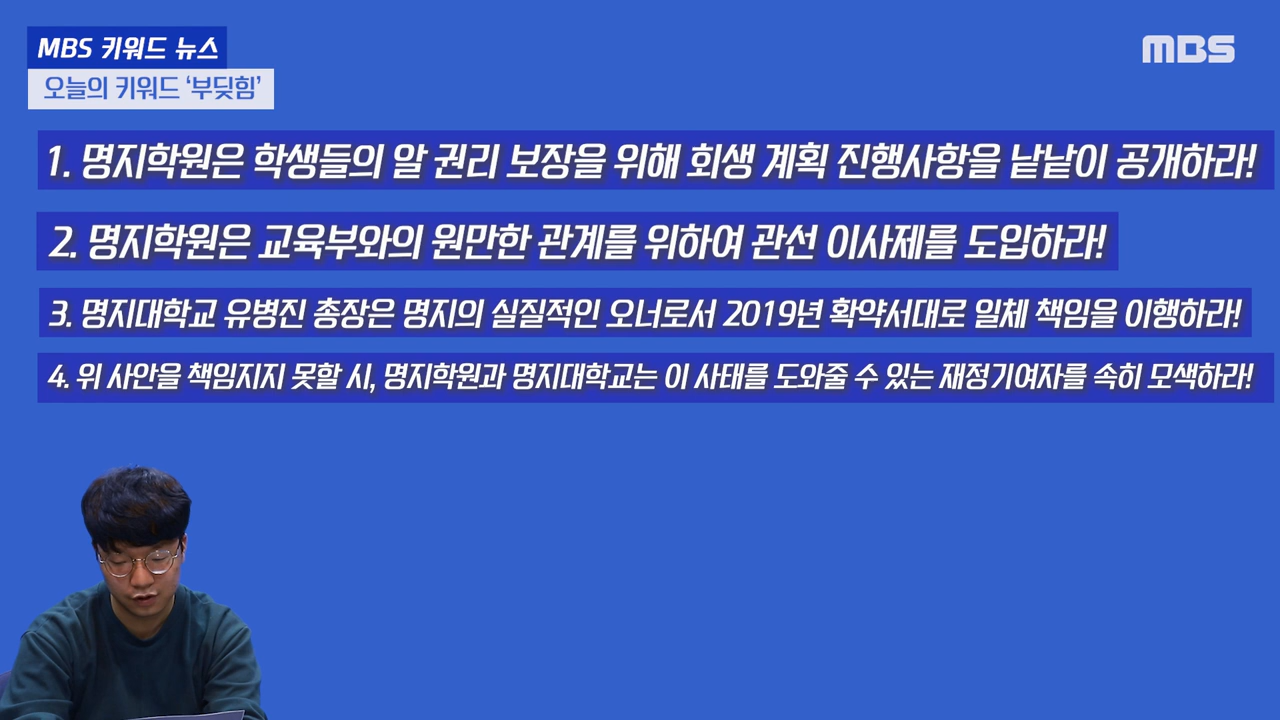 MBS 키워드 뉴스
MBS
오늘의 키워드 ‘부딪힘’
1. 명지학원은 학생들의 알 권리 보장을 위해 회생 계획 진행사항을 낱낱이 공개하라!
2. 명지학원은 교육부와의 원만한 관계를 위하여 관선 이사제를 도입하라!
3. 명지대학교 유병진 총장은 명지의 실질적인 오너로서 2019년 확약서대로 일체 책임을 이행하라!
4. 위 사안을 책임지지 못할 시, 명지학원과 명지대학교는 이 사태를 도와줄 수 있는 재정기여자를 속히 모색하라!